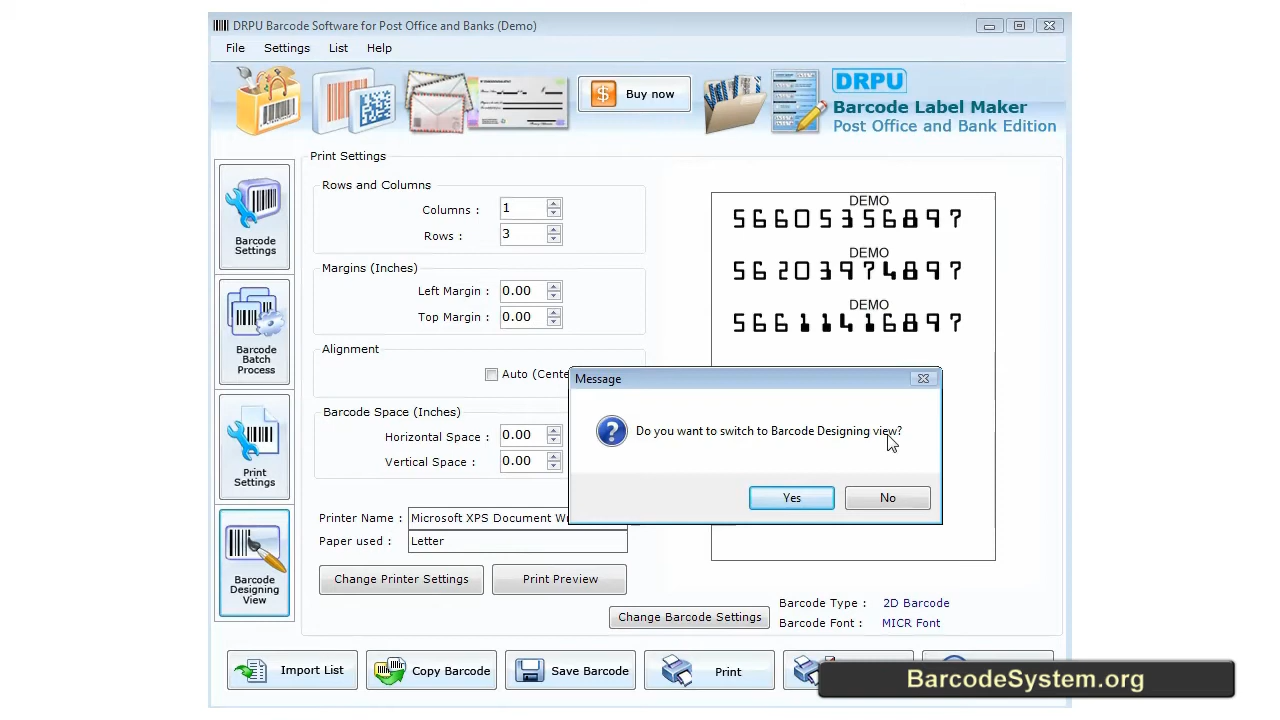 DRPU Barcode Software for Post Office and Banks (Demo)
File Settings List Help
Buy now
DRPU
Barcode Label Maker
Post Office and Bank Edition
Barcode Settings
Barcode Batch Process
Print Settings
Barcode Designing View
Print Settings
Rows and Columns
Columns : 1
Rows : 3
Margins (Inches)
Left Margin : 0.00
Top Margin : 0.00
Alignment
Auto (Cente
Barcode Space (Inches)
Horizontal Space : 0.00
Vertical Space : 0.00
Printer Name : Microsoft XPS Document W
Paper used : Letter
Change Printer Settings Print Preview
DEMO
56605356897
DEMO
56203974897
DEMO
56611416897
Message
Do you want to switch to Barcode Designing view?
Yes No
Change Barcode Settings
Barcode Type : 2D Barcode
Barcode Font : MICR Font
Import List Copy Barcode Save Barcode Print
BarcodeSystem.org